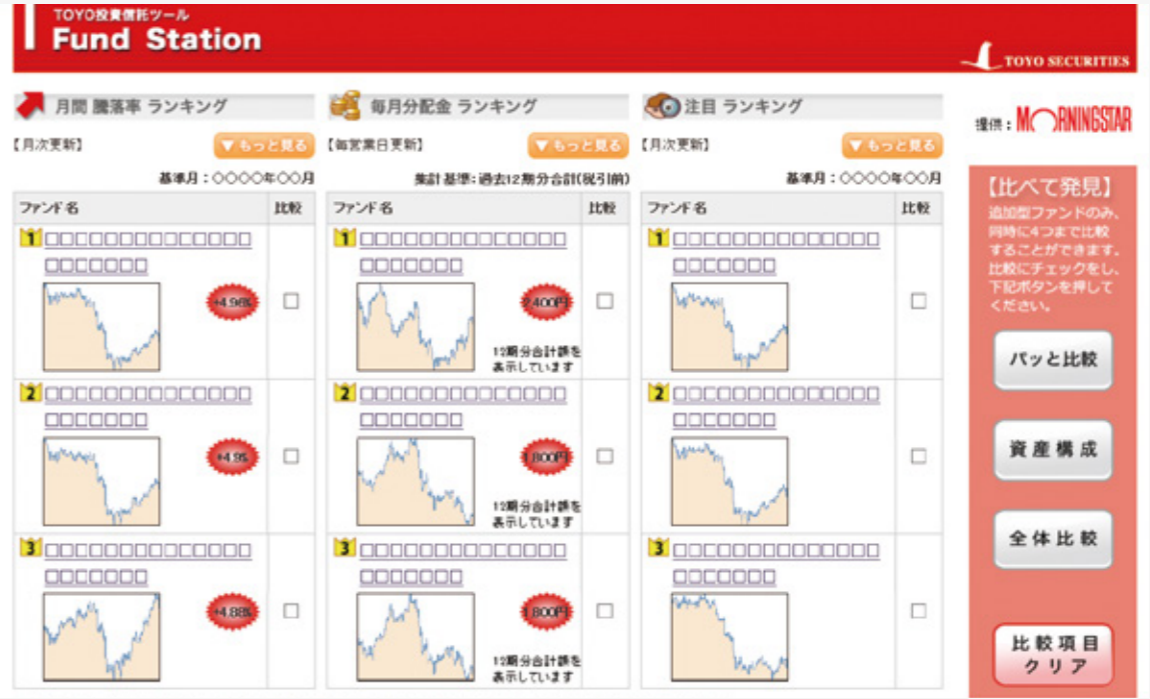 TOYO投資信託ツール
Fund Station
TOYO SECURITIES
月間 騰落率 ランキング
【月次更新】
▼もっと見る
基準月:○○○○年○○月
ファンド名 比較
1 □□□□□□□□□□□□□□
□□□□□□□
+4.98%
2 □□□□□□□□□□□□□□
□□□□□□□
+4.9%
3 □□□□□□□□□□□□□□
□□□□□□□
+4.88%
毎月分配金 ランキング
【毎営業日更新】
▼もっと見る
集計基準:過去12期分合計(税引前)
ファンド名 比較
1 □□□□□□□□□□□□□□
□□□□□□□
2,400円
12期分合計額を
表示しています
2 □□□□□□□□□□□□□□
□□□□□□□
1,800円
12期分合計額を
表示しています
3 □□□□□□□□□□□□□□
□□□□□□□
1,800円
12期分合計額を
表示しています
注目 ランキング
【月次更新】
▼もっと見る
基準月:○○○○年○○月
ファンド名 比較
1 □□□□□□□□□□□□□□
□□□□□□□
2 □□□□□□□□□□□□□□
□□□□□□□
3 □□□□□□□□□□□□□□
□□□□□□□
提供:MORNINGSTAR
【比べて発見】
追加型ファンドのみ、
同時に4つまで比較
することができます。
比較にチェックをし、
下記ボタンを押して
ください。
パッと比較
資産構成
全体比較
比較項目
クリア